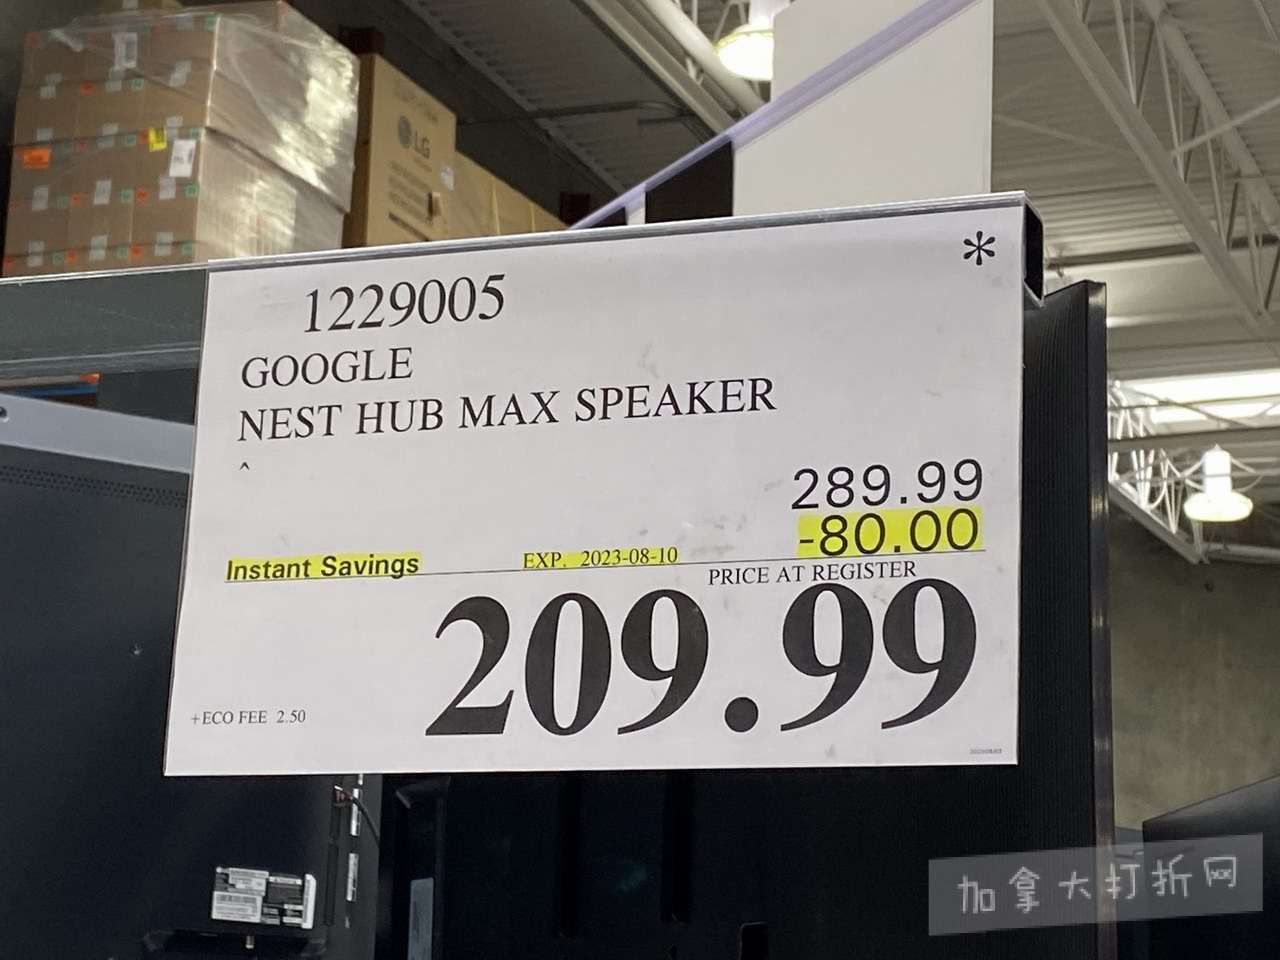 LG
*
1229005
GOOGLE
NEST HUB MAX SPEAKER
^
289.99
-80.00
Instant Savings EXP. 2023-08-10
PRICE AT REGISTER
209.99
+ECO FEE 2.50
加拿大打折网